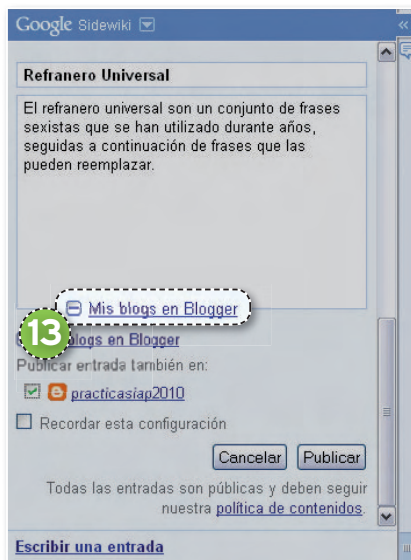 Google Sidewiki
Refranero Universal
El refranero universal son un conjunto de frases
sexistas que se han utilizado durante años,
seguidas a continuación de frases que las
pueden reemplazar.
Mis blogs en Blogger
13
blogs en Blogger
Publicar entrada también en:
practicasiap2010
Recordar esta configuración
Cancelar Publicar
Todas las entradas son públicas y deben seguir
nuestra política de contenidos.
Escribir una entrada